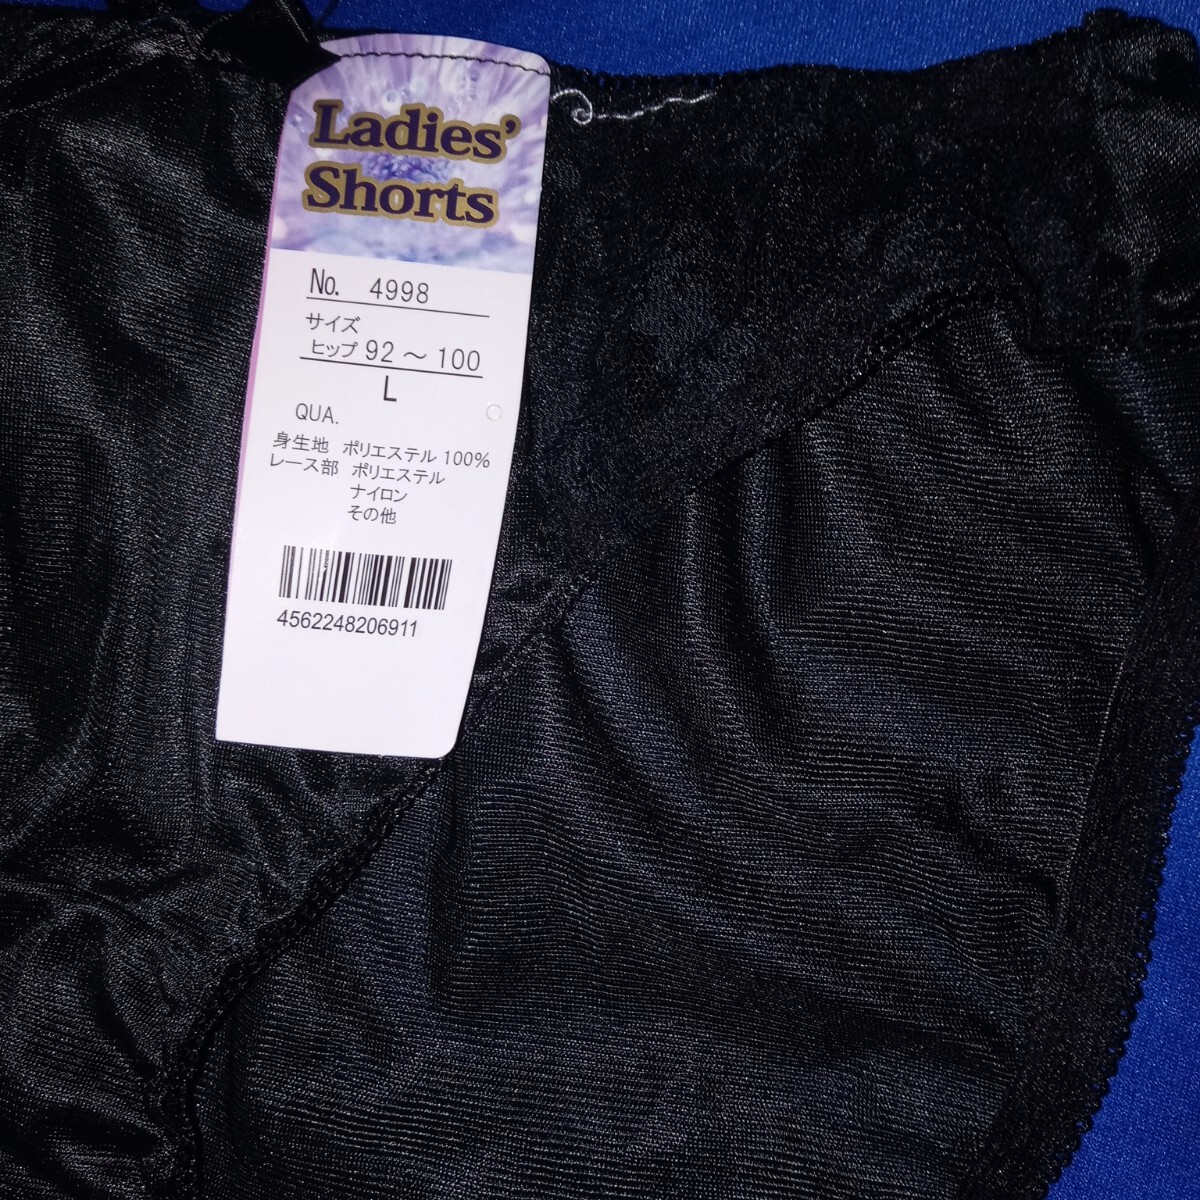 Ladies'
Shorts
No. 4998
サイズ
ヒップ 92 ～ 100
L
QUA.
身生地 ポリエステル 100%
レース部 ポリエステル
ナイロン
その他
4562248206911